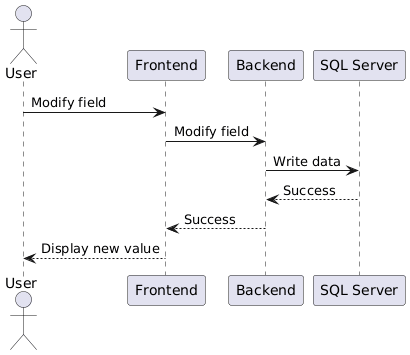 User
Frontend
Backend
SQL Server
Modify field
Modify field
Write data
Success
Success
Display new value
User
Frontend
Backend
SQL Server